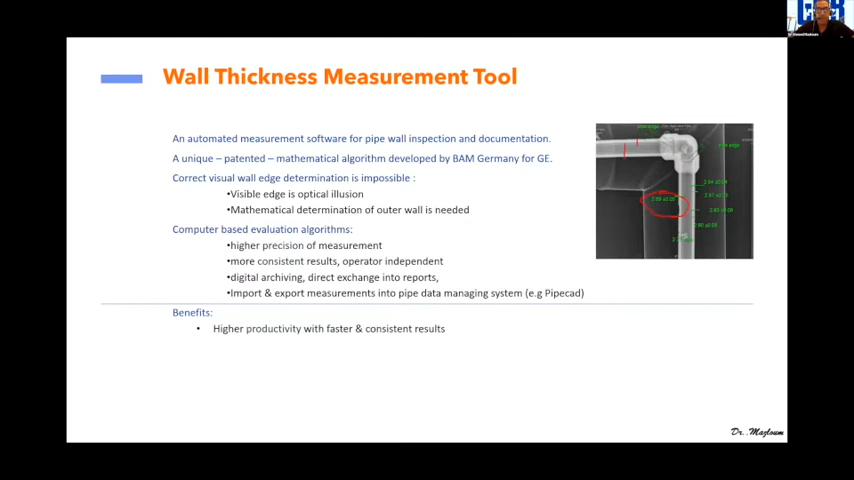 Wall Thickness Measurement Tool
An automated measurement software for pipe wall inspection and documentation.
A unique – patented – mathematical algorithm developed by BAM Germany for GE.
Correct visual wall edge determination is impossible :
•Visible edge is optical illusion
•Mathematical determination of outer wall is needed
Computer based evaluation algorithms:
•higher precision of measurement
•more consistent results, operator independent
•digital archiving, direct exchange into reports,
•Import & export measurements into pipe data managing system (e.g Pipecad)
Benefits:
• Higher productivity with faster & consistent results
Dr. Mazloum